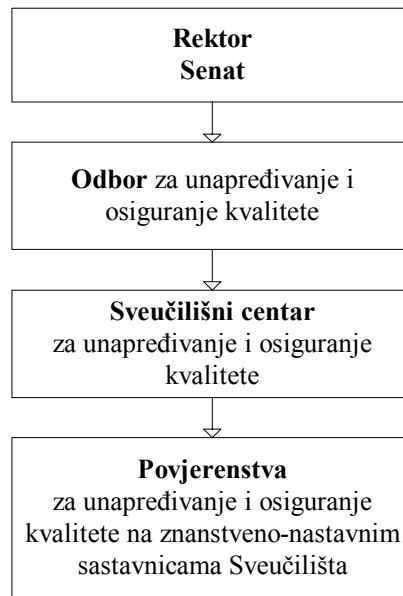 Rektor
Senat
Odbor za unapređivanje i
osiguranje kvalitete
Sveučilišni centar
za unapređivanje i osiguranje
kvalitete
Povjerenstva
za unapređivanje i osiguranje
kvalitete na znanstveno-nastavnim
sastavnicama Sveučilišta